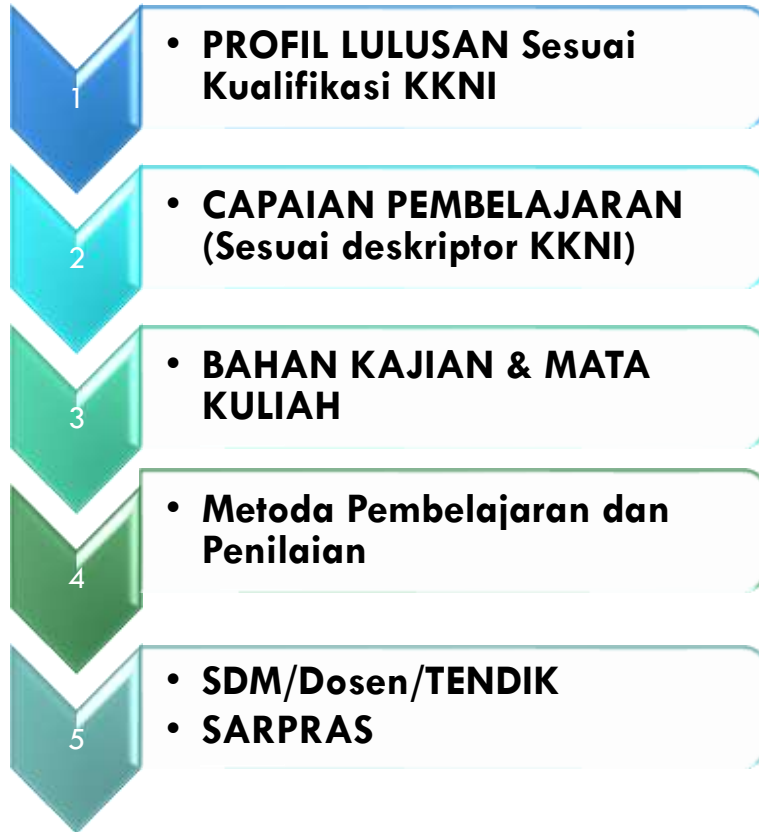 1
• PROFIL LULUSAN Sesuai
Kualifikasi KKNI
2
• CAPAIAN PEMBELAJARAN
(Sesuai deskriptor KKNI)
3
• BAHAN KAJIAN & MATA
KULIAH
4
• Metoda Pembelajaran dan
Penilaian
5
• SDM/Dosen/TENDIK
• SARPRAS